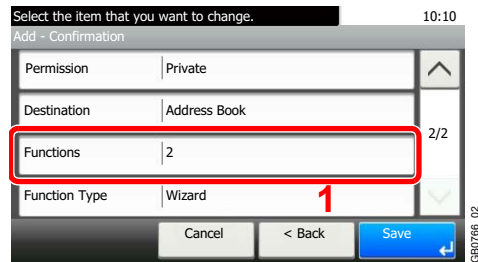 Select the item that you want to change. 10:10
Add - Confirmation
Permission Private
Destination Address Book
2/2
Functions 2
Function Type Wizard
1
Cancel < Back Save
GB0766_02